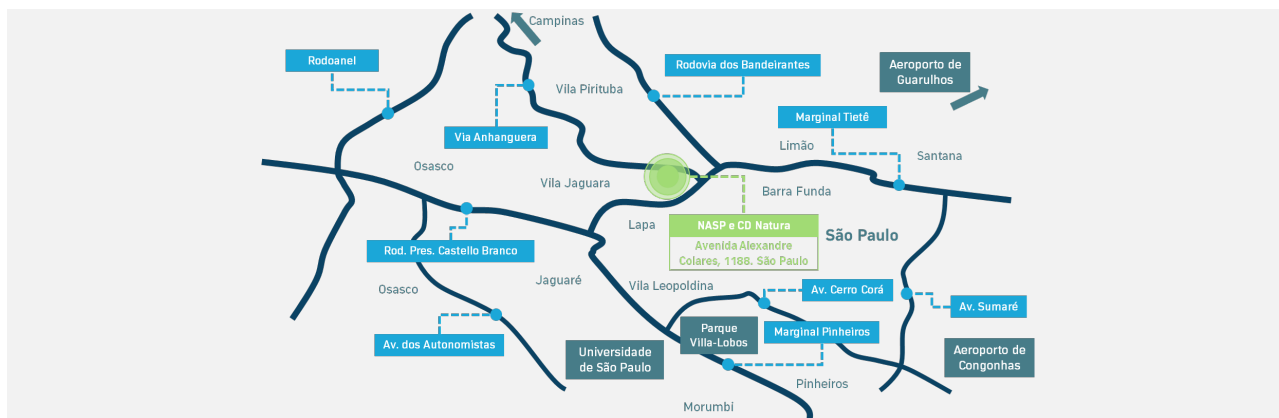 Campinas
Rodoanel
Rodovia dos Bandeirantes
Aeroporto de
Guarulhos
Vila Pirituba
Marginal Tietê
Via Anhanguera
Limão
Santana
Osasco
Vila Jaguara
Barra Funda
Lapa
NASP e CD Natura
Avenida Alexandre
Colares, 1188. São Paulo
São Paulo
Rod. Pres. Castello Branco
Jaguaré
Vila Leopoldina
Osasco
Av. Cerro Corá
Av. Sumaré
Parque
Villa-Lobos
Marginal Pinheiros
Av. dos Autonomistas
Universidade
de São Paulo
Aeroporto de
Congonhas
Pinheiros
Morumbi